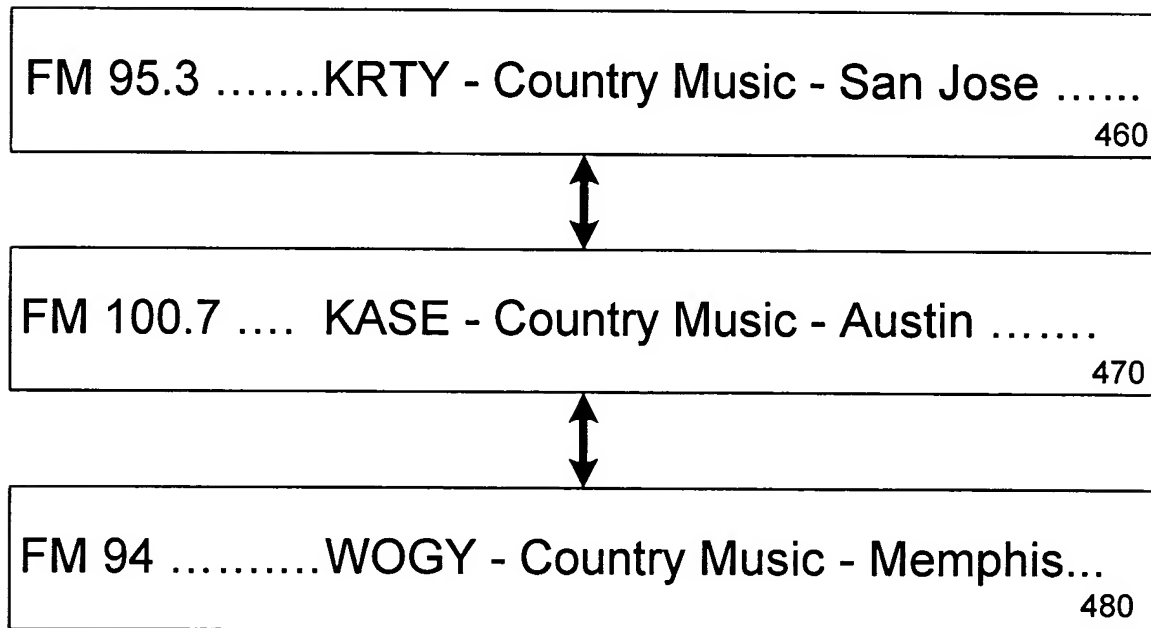 FM 95.3 .......KRTY - Country Music - San Jose ......
460
FM 100.7 .... KASE - Country Music - Austin .......
470
FM 94 ..........WOGY - Country Music - Memphis...
480